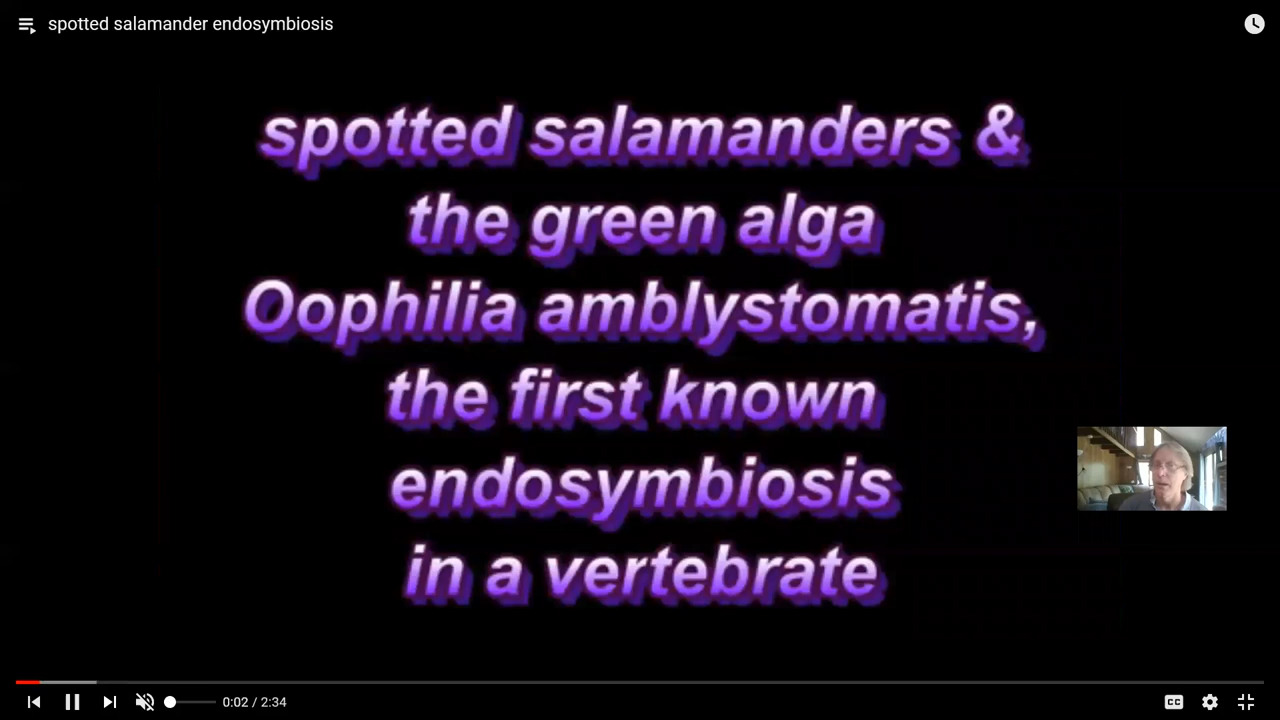 spotted salamander endosymbiosis
spotted salamanders &
the green alga
Oophilia amblystomatis,
the first known
endosymbiosis
in a vertebrate
0:02 / 2:34
CC